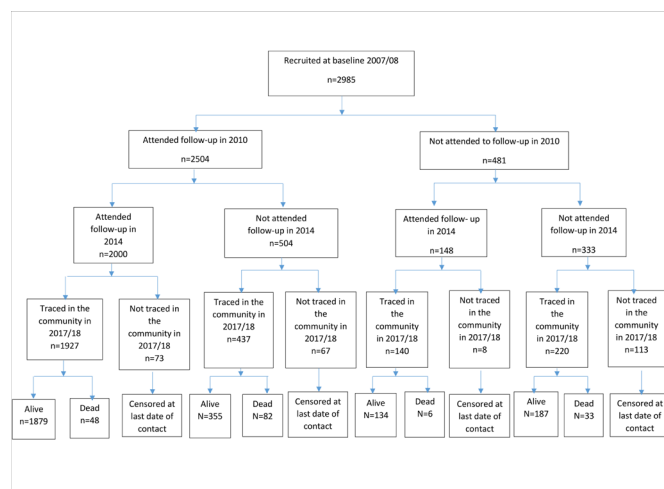 Recruited at baseline 2007/08
n=2985
Attended follow-up in 2010
n=2504
Not attended to follow-up in 2010
n=481
Attended
follow-up in
2014
n=2000
Not attended
follow-up in 2014
n=504
Attended follow- up
in 2014
n=148
Not attended
follow-up in 2014
n=333
Traced in the
community in
2017/18
n=1927
Not traced in
the
community in
2017/18
n=73
Traced in the
community in
2017/18
n=437
Not traced in
the
community in
2017/18
n=67
Traced in the
community
in 2017/18
n=140
Not traced
in the
community
in 2017/18
n=8
Traced in the
community in
2017/18
n=220
Not traced in
the
community in
2017/18
n=113
Alive
n=1879
Dead
n=48
Censored at
last date of
contact
Alive
N=355
Dead
N=82
Censored at
last date of
contact
Alive
N=134
Dead
N=6
Censored at
last date of
contact
Alive
N=187
Dead
N=33
Censored at
last date of
contact